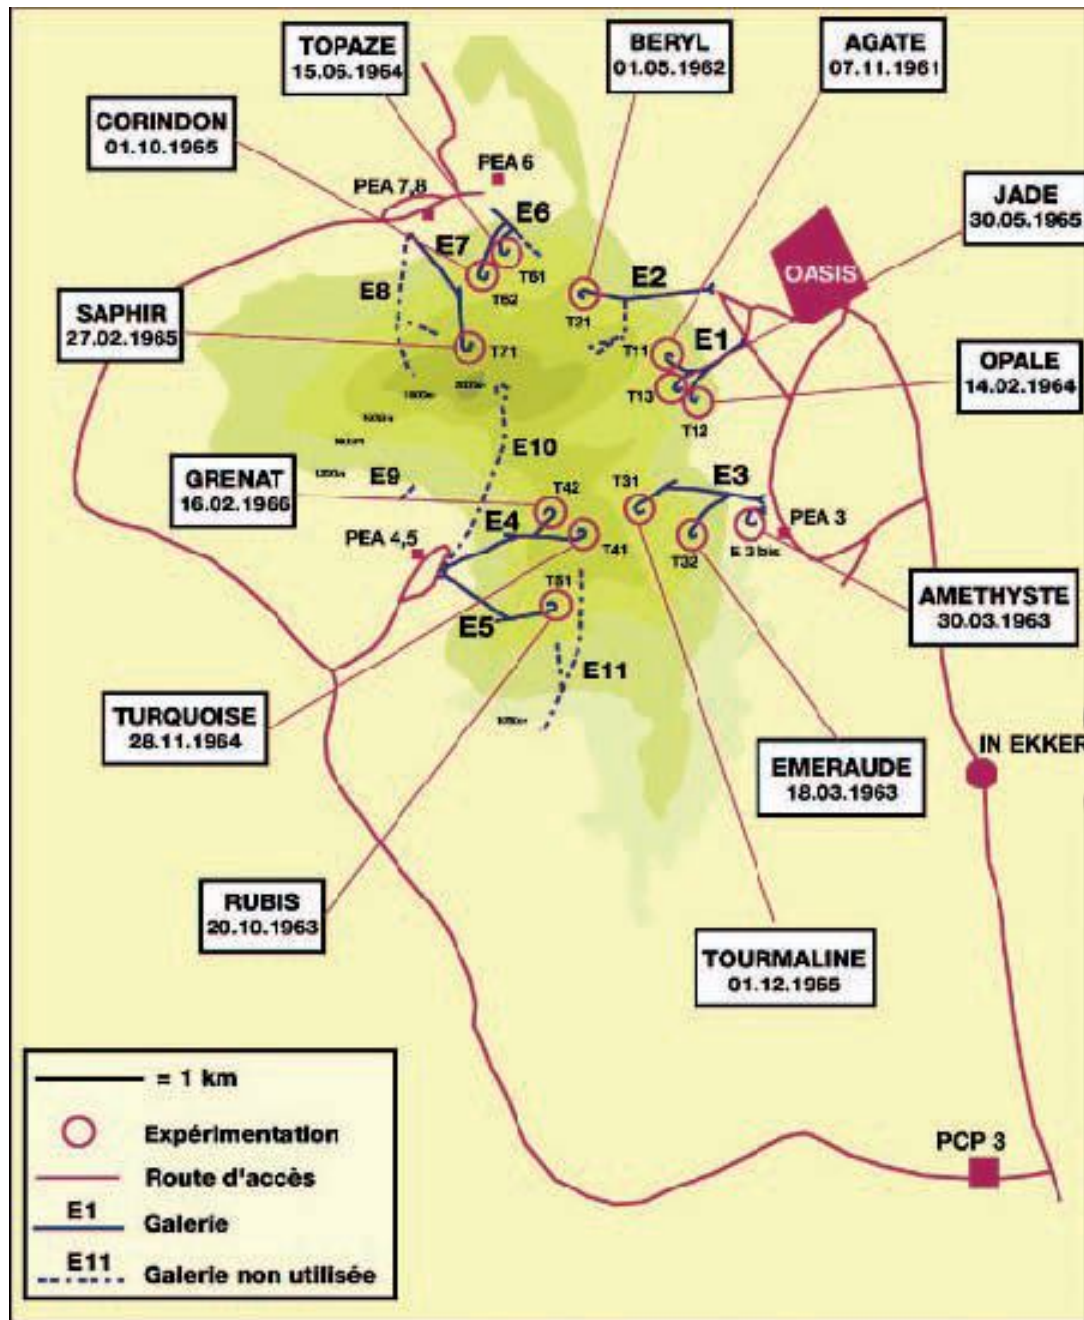 TOPAZE
15.06.1964
BERYL
01.05.1962
AGATE
07.11.1961
CORINDON
01.10.1965
PEA 6
PEA 7,8
JADE
30.05.1965
E6
E7
T61
T62
E2
OASIS
E8
T21
SAPHIR
27.02.1965
T71
T11
E1
T13
T12
OPALE
14.02.1964
E10
E9
GRENAT
16.02.1966
T42
T31
E3
E4
PEA 4,5
T41
T32
E 3 bis
PEA 3
T51
E5
AMETHYSTE
30.03.1963
E11
TURQUOISE
28.11.1964
IN EKKER
EMERAUDE
18.03.1963
RUBIS
20.10.1963
TOURMALINE
01.12.1965
= 1 km
Expérimentation
Route d'accès
E1
Galerie
E11
Galerie non utilisée
PCP 3